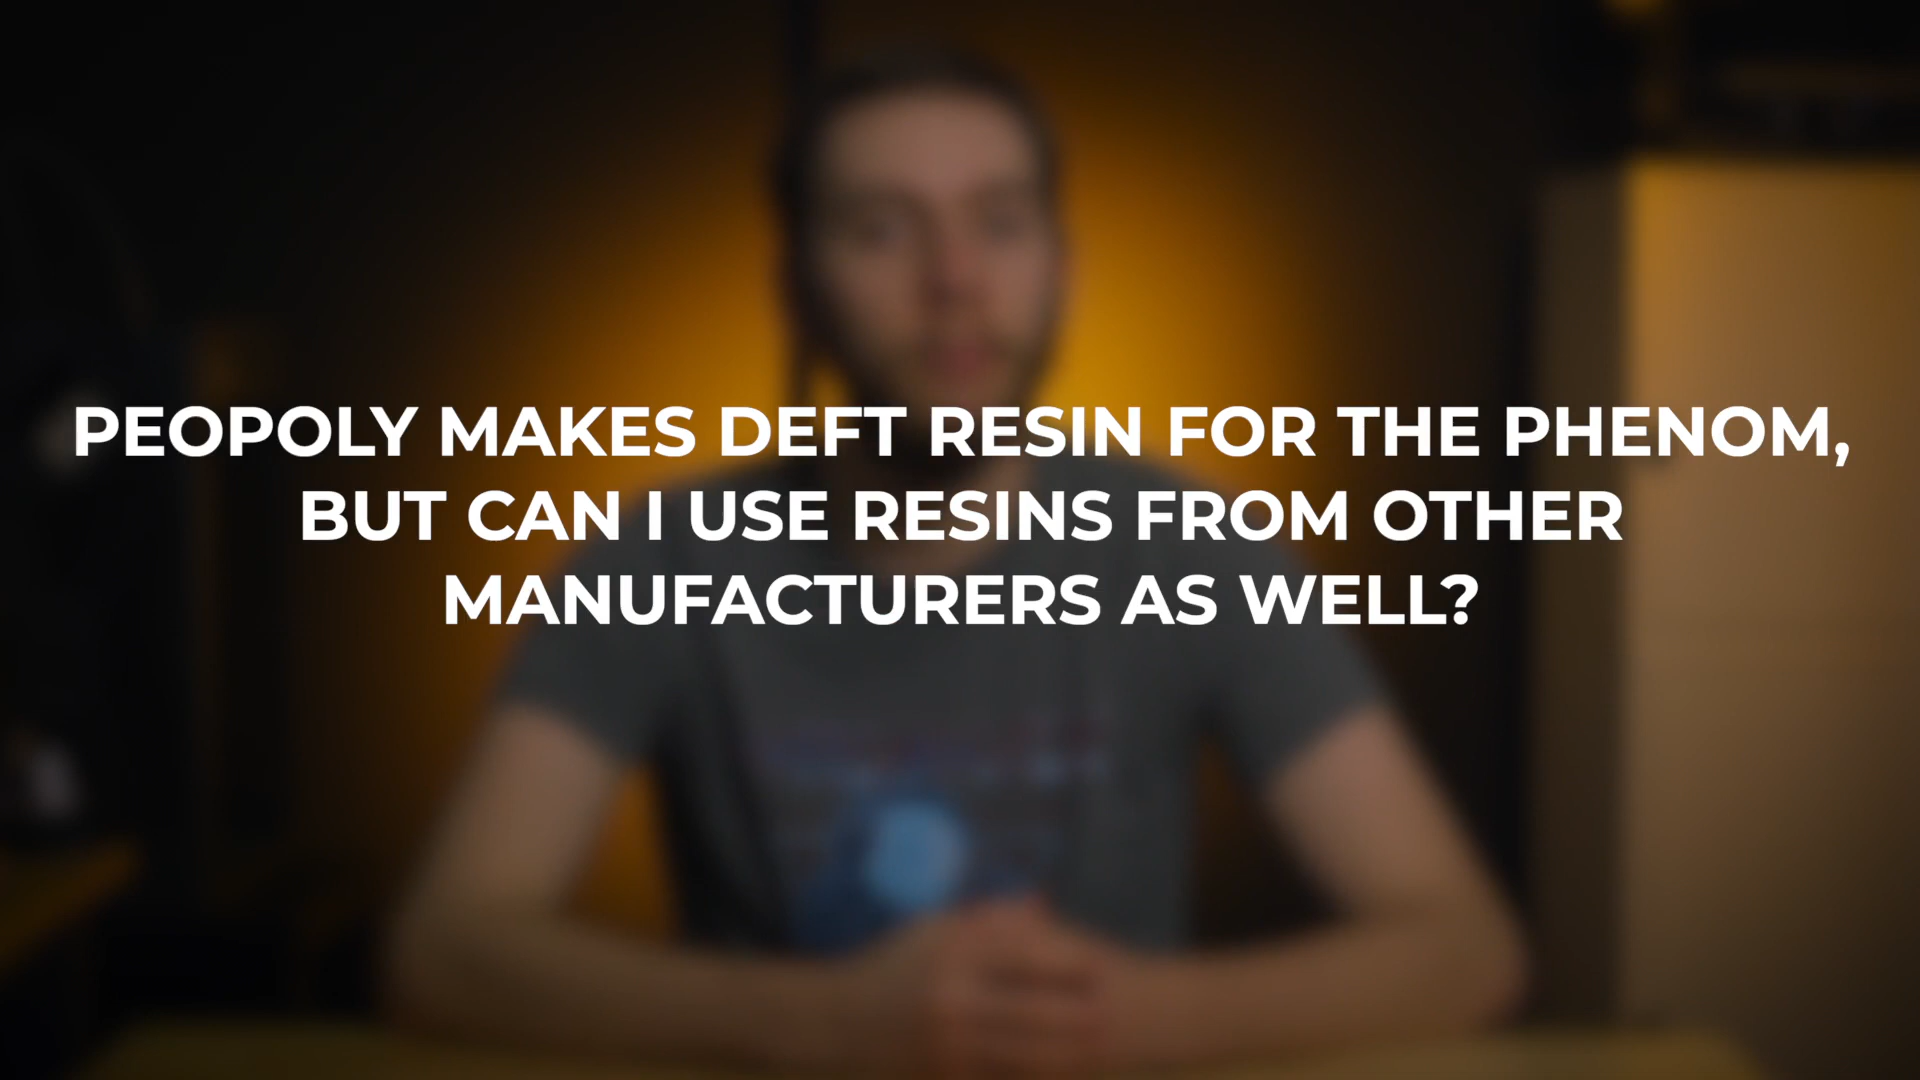 PEOPOLY MAKES DEFT RESIN FOR THE PHENOM,
BUT CAN I USE RESINS FROM OTHER
MANUFACTURERS AS WELL?